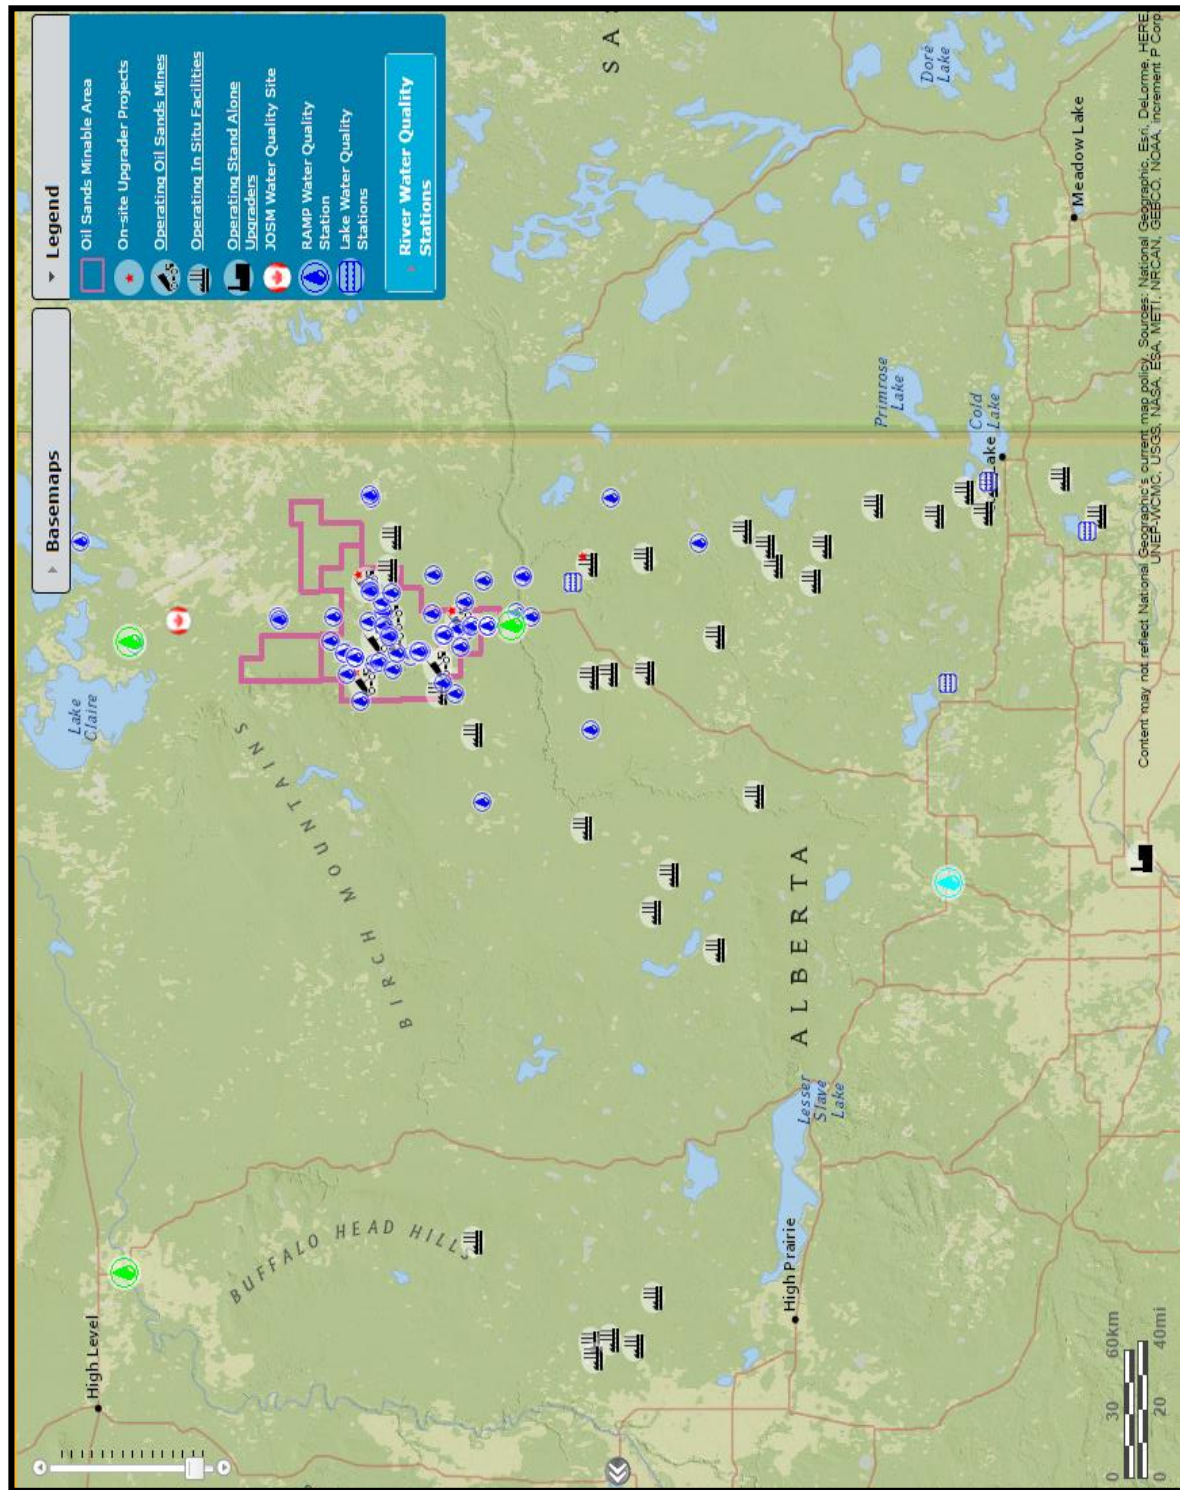 Basemaps
Legend
Oil Sands Minable Area
On-site Upgrader Projects
Operating Oil Sands Mines
Operating In Situ Facilities
Operating Stand Alone
Upgraders
JOSM Water Quality Site
RAMP Water Quality
Station
Lake Water Quality
Stations
River Water Quality
Stations
High Level
Lake
Claire
BUFFALO HEAD HILLS
BIRCH MOUNTAINS
S A
Doré
Lake
ALBERTA
High Prairie
Lesser
Slave
Lake
Primrose
Lake
Cold
Lake
Lake
Meadow Lake
0 30 60km
0 20 40mi
Content may not reflect National Geographic's current map policy. Sources: National Geographic, Esri, DeLorme, HERE,
UNEP-WCMC, USGS, NASA, ESA, METI, NRCAN, GEBCO, NOAA, increment P Corp.